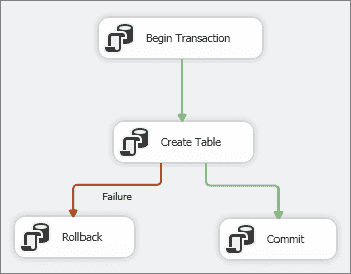 Begin Transaction
Create Table
Failure
Rollback
Commit